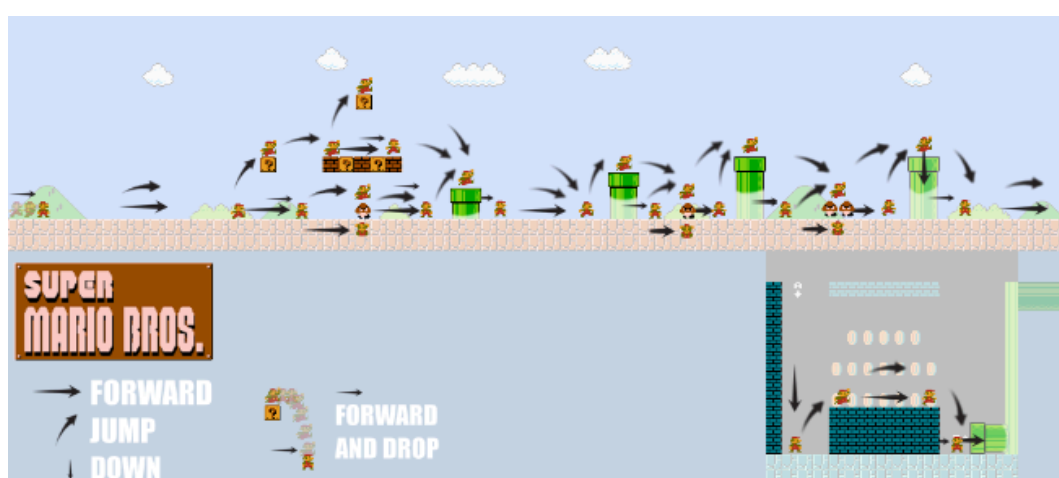 SUPER
MARIO BROS.
FORWARD
JUMP
DOWN
FORWARD
AND DROP